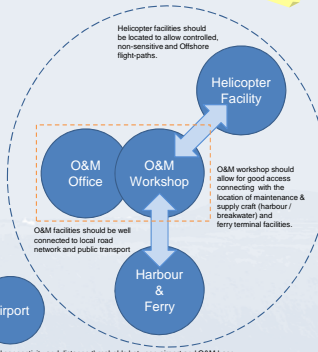 Helicopter facilities should
be located to allow controlled,
non-sensitive and Offshore
flight-paths.
Helicopter
Facility
O&M
Office
O&M
Workshop
O&M workshop should
allow for good access
connecting with the
location of maintenance &
supply craft (harbour /
breakwater) and
ferry terminal facilities.
O&M facilities should be well
connected to local road
network and public transport
Harbour
&
Ferry
irport